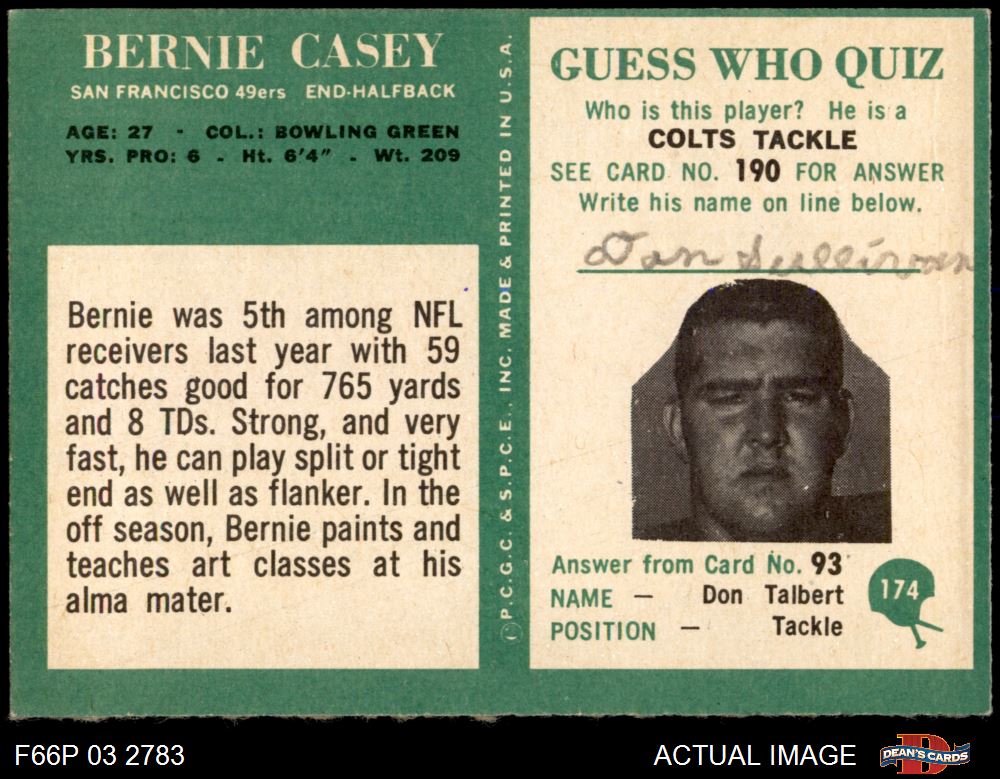 BERNIE CASEY
SAN FRANCISCO 49ers END-HALFBACK
AGE: 27 - COL.: BOWLING GREEN
YRS. PRO: 6 - Ht. 6'4" - Wt. 209
Bernie was 5th among NFL
receivers last year with 59
catches good for 765 yards
and 8 TDs. Strong, and very
fast, he can play split or tight
end as well as flanker. In the
off season, Bernie paints and
teaches art classes at his
alma mater.
© P.C.G.C. & S.P.C.E., INC. MADE & PRINTED IN U.S.A.
GUESS WHO QUIZ
Who is this player? He is a
COLTS TACKLE
SEE CARD NO. 190 FOR ANSWER
Write his name on line below.
Dan Sullivan
Answer from Card No. 93
NAME — Don Talbert
POSITION — Tackle
174
F66P 03 2783
ACTUAL IMAGE
DEAN'S CARDS